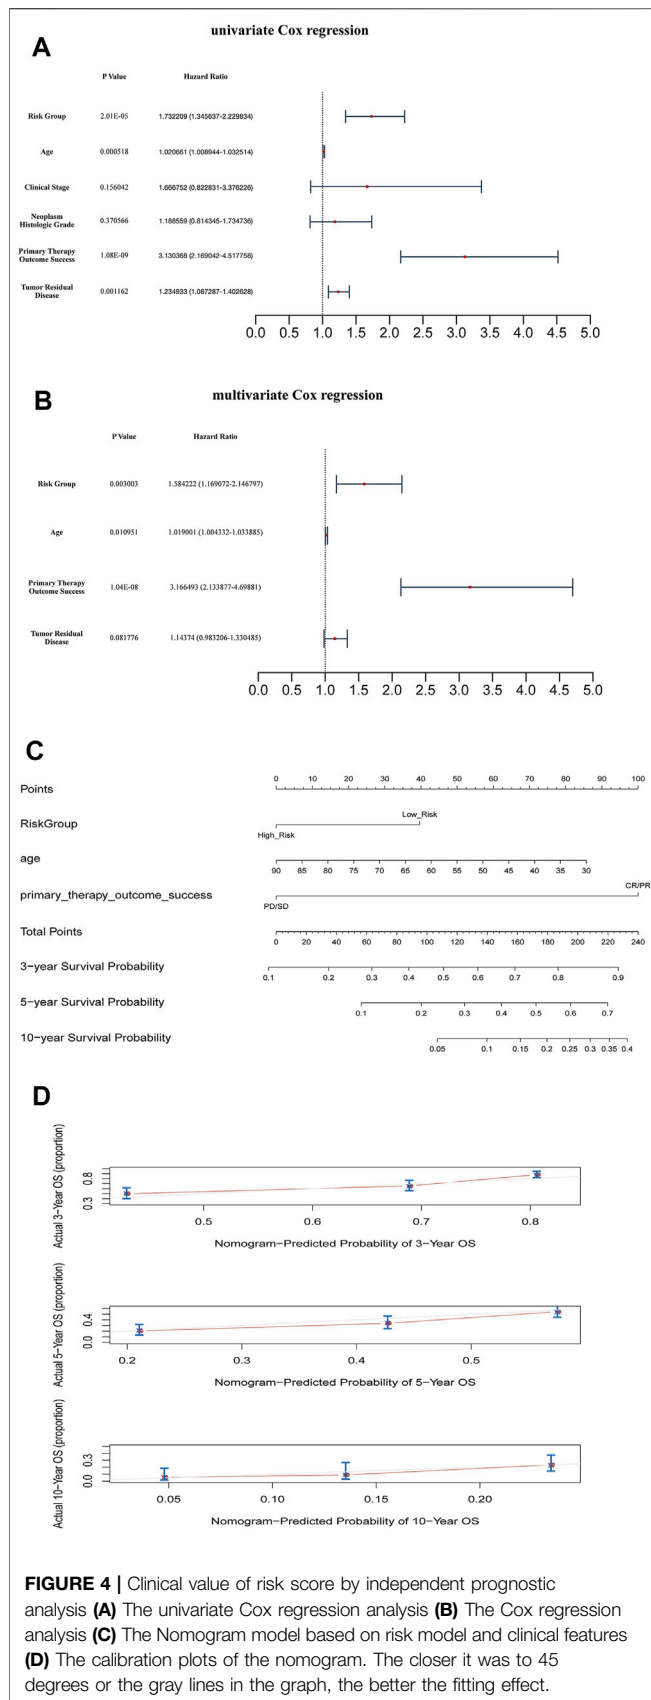 univariate Cox regression
A
P Value Hazard Ratio
Risk Group 2.01E-05 1.732209 (1.345637-2.229834)
Age 0.000518 1.020661 (1.008944-1.032514)
Clinical Stage 0.156042 1.666752 (0.822831-3.376226)
Neoplasm
Histologic Grade 0.370566 1.188559 (0.814345-1.734736)
Primary Therapy
Outcome Success 1.08E-09 3.130368 (2.169042-4.517758)
Tumor Residual
Disease 0.001162 1.234933 (1.087287-1.402628)
0.0 0.5 1.0 1.5 2.0 2.5 3.0 3.5 4.0 4.5 5.0
B
multivariate Cox regression
P Value Hazard Ratio
Risk Group 0.003003 1.584222 (1.169072-2.146797)
Age 0.010951 1.019001 (1.004332-1.033885)
Primary Therapy
Outcome Success 1.04E-08 3.166493 (2.133877-4.69881)
Tumor Residual
Disease 0.081776 1.14374 (0.983206-1.330485)
0.0 0.5 1.0 1.5 2.0 2.5 3.0 3.5 4.0 4.5 5.0
C
0 10 20 30 40 50 60 70 80 90 100
Points
Low_Risk
RiskGroup
High_Risk
age
90 85 80 75 70 65 60 55 50 45 40 35 30
CR/PR
primary_therapy_outcome_success
PD/SD
Total Points
0 20 40 60 80 100 120 140 160 180 200 220 240
3−year Survival Probability
0.1 0.2 0.3 0.4 0.5 0.6 0.7 0.8 0.9
5−year Survival Probability
0.1 0.2 0.3 0.4 0.5 0.6 0.7
10−year Survival Probability
0.05 0.1 0.15 0.2 0.25 0.3 0.35 0.4
D
Actual 3−Year OS (proportion)
0.3 0.8
0.5 0.6 0.7 0.8
Nomogram−Predicted Probability of 3−Year OS
Actual 5−Year OS (proportion)
0.0 0.4
0.2 0.3 0.4 0.5
Nomogram−Predicted Probability of 5−Year OS
Actual 10−Year OS (proportion)
0.0 0.3
0.05 0.10 0.15 0.20
Nomogram−Predicted Probability of 10−Year OS
FIGURE 4 | Clinical value of risk score by independent prognostic
analysis (A) The univariate Cox regression analysis (B) The Cox regression
analysis (C) The Nomogram model based on risk model and clinical features
(D) The calibration plots of the nomogram. The closer it was to 45
degrees or the gray lines in the graph, the better the fitting effect.